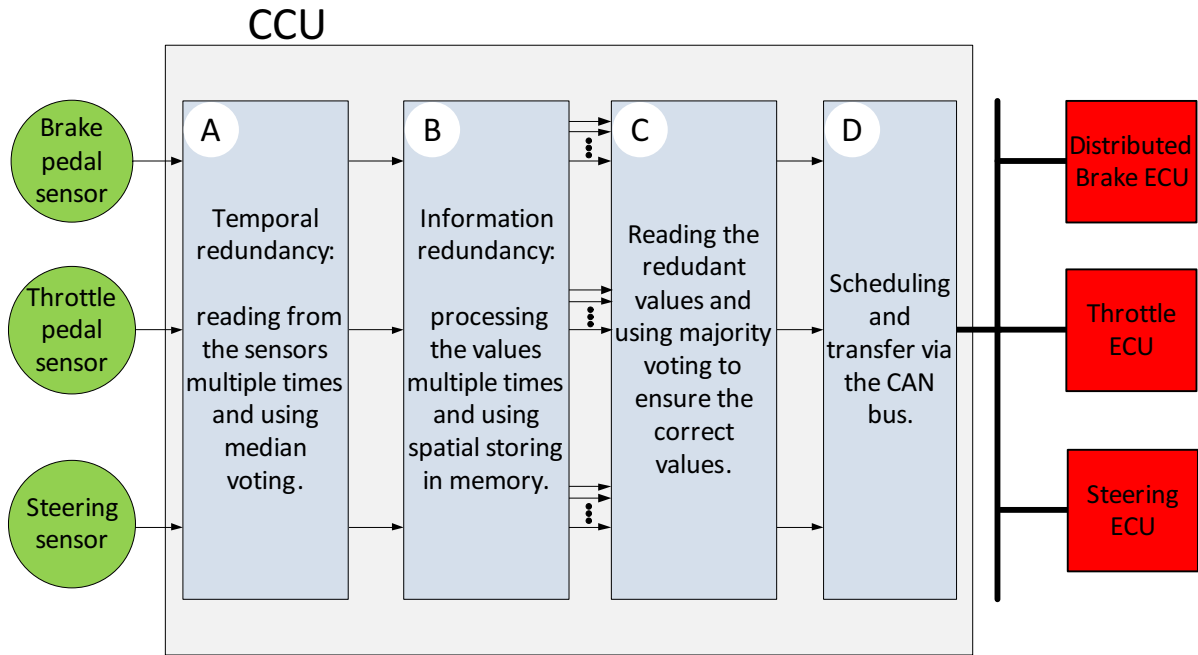 CCU
Brake
pedal
sensor
Throttle
pedal
sensor
Steering
sensor
A
Temporal
redundancy:
reading from
the sensors
multiple times
and using
median
voting.
B
Information
redundancy:
processing
the values
multiple times
and using
spatial storing
in memory.
C
Reading the
redudant
values and
using majority
voting to
ensure the
correct
values.
D
Scheduling
and
transfer via
the CAN
bus.
Distributed
Brake ECU
Throttle
ECU
Steering
ECU